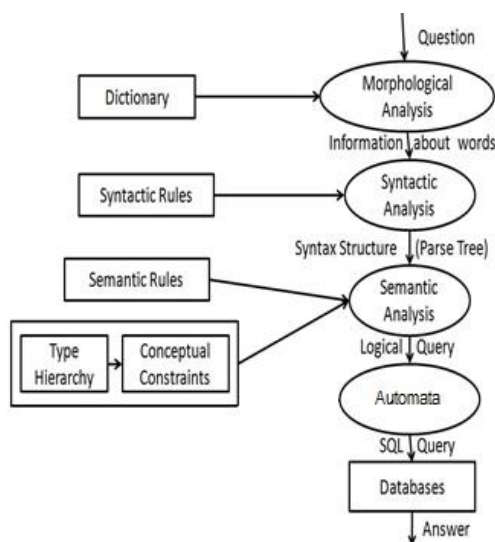 Question
Morphological
Analysis
Dictionary
Information about words
Syntactic
Analysis
Syntactic Rules
Syntax Structure (Parse Tree)
Semantic Rules
Semantic
Analysis
Type
Hierarchy
Conceptual
Constraints
Logical Query
Automata
SQL Query
Databases
Answer